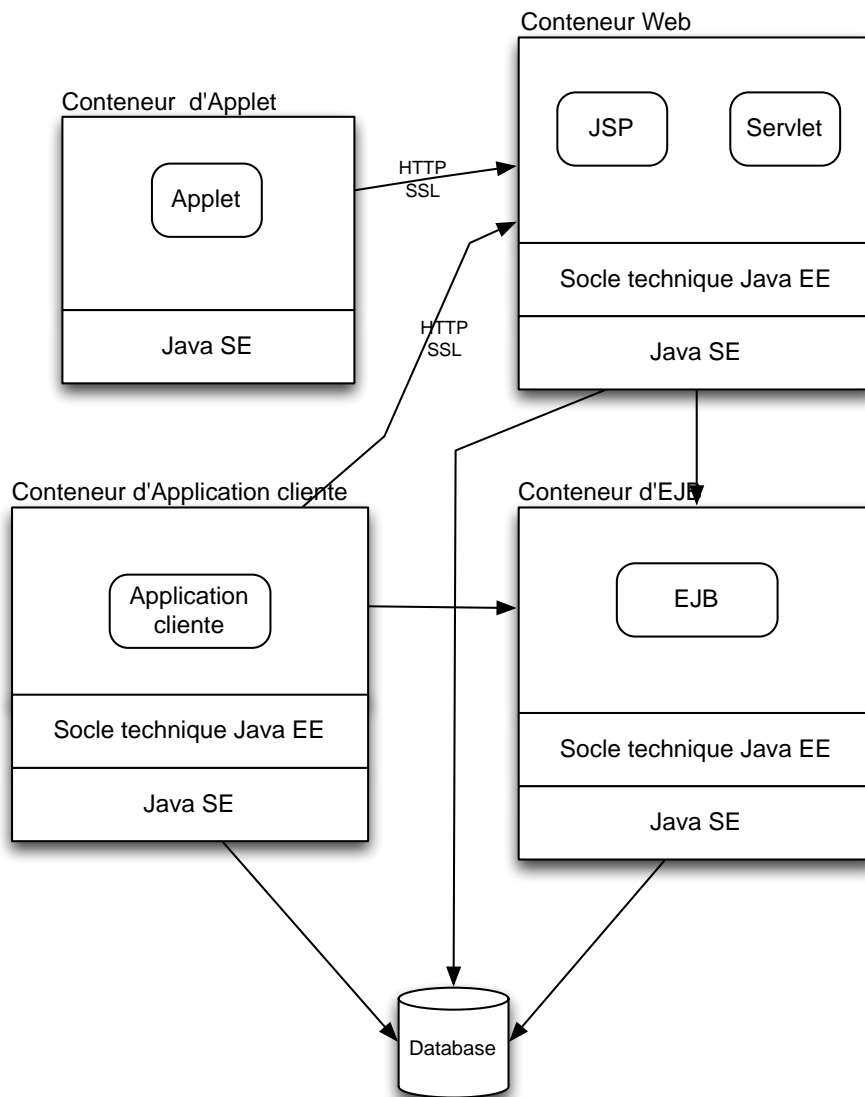 Conteneur Web
JSP
Servlet
Socle technique Java EE
Java SE
Conteneur d'Applet
Applet
Java SE
HTTP
SSL
HTTP
SSL
Conteneur d'Application cliente
Application
cliente
Socle technique Java EE
Java SE
Conteneur d'EJB
EJB
Socle technique Java EE
Java SE
Database